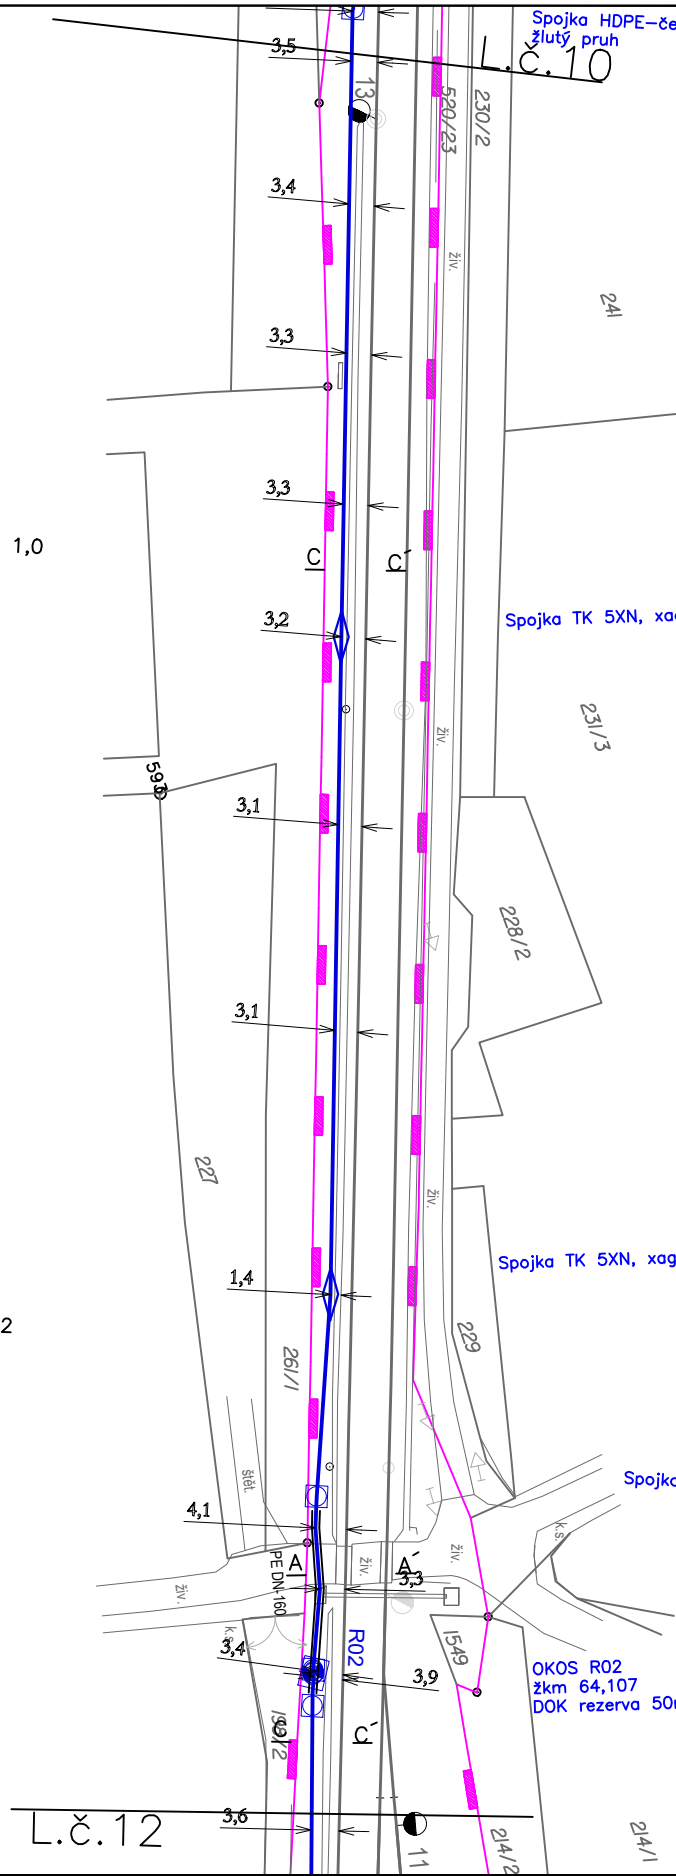 Spojka HDPE-če
žlutý pruh
L.č.10
3,5
13
520/23
230/2
3,4
živ.
241
3,3
3,3
1,0
C
C´
3,2
Spojka TK 5XN, xa
231/3
živ.
593
3,1
228/2
3,1
227
živ.
Spojka TK 5XN, xag
1,4
2
229
261/1
štět.
Spojka
4,1
k.s.
A
A´
živ.
živ.
3,3
PE DN-160
živ.
k.s.
3,4
R02
1549
3,9
OKOS R02
žkm 64,107
DOK rezerva 50
C
C´
3,6
L.č.12
11
214/2
214/1